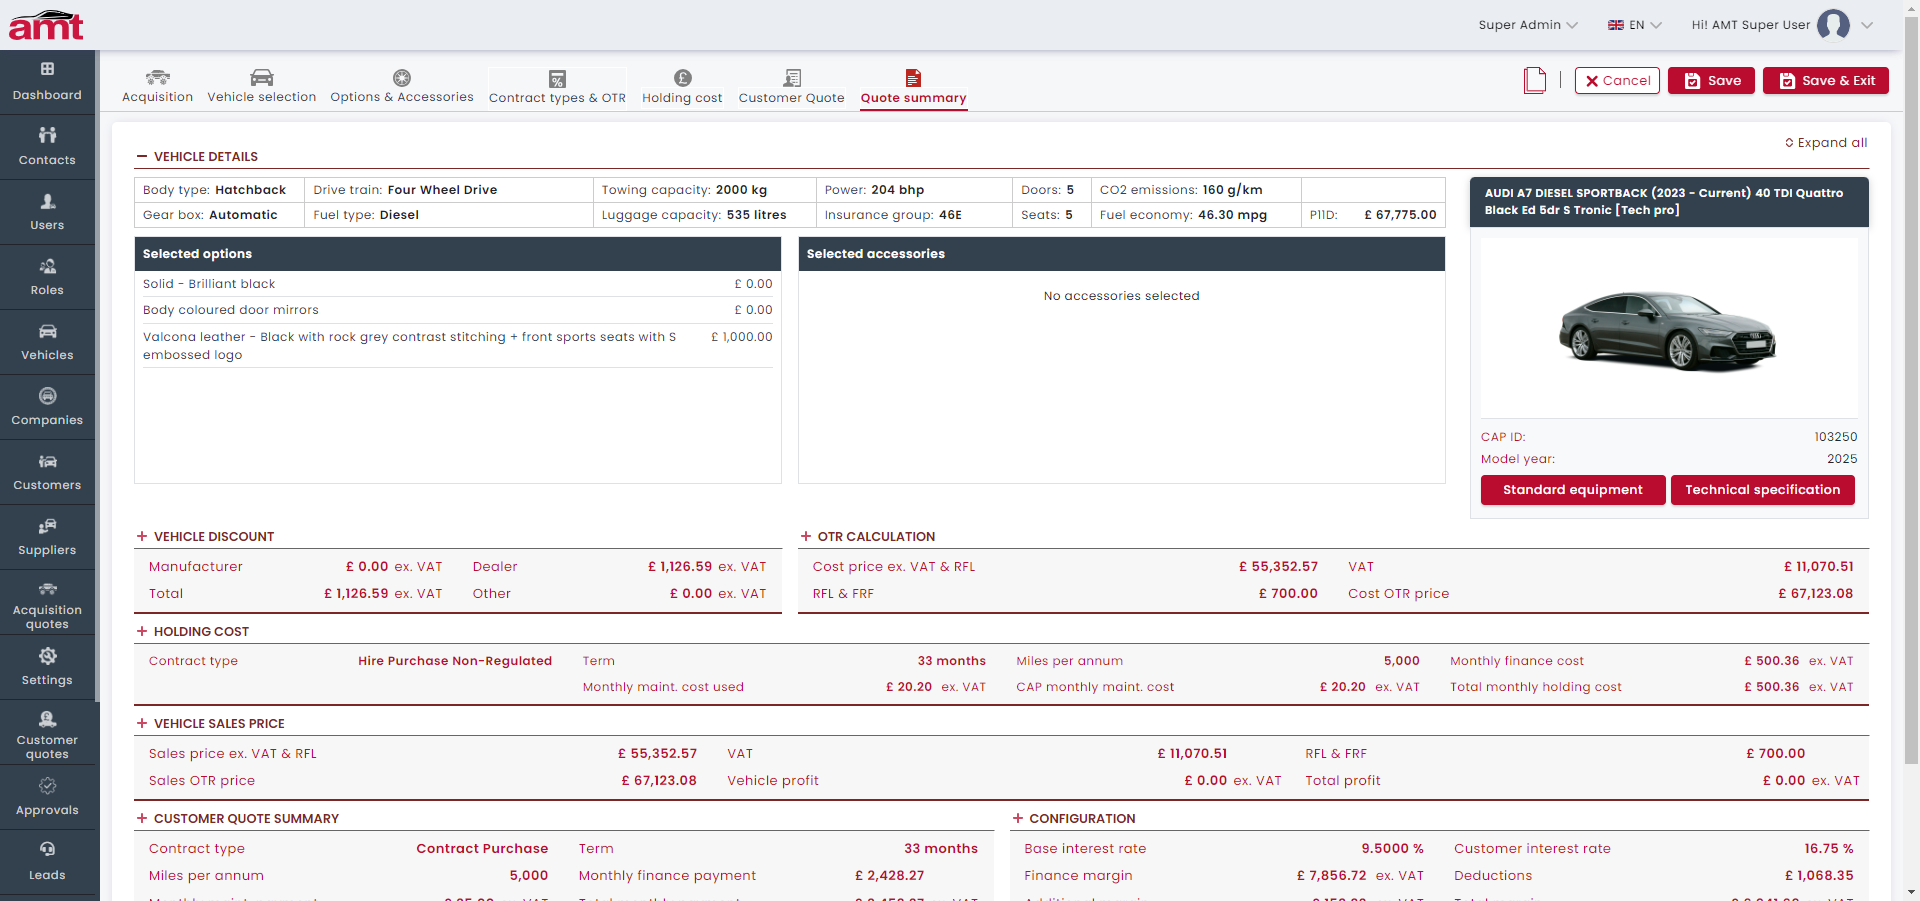 amt
Super Admin
EN
Hi! AMT Super User
Dashboard
Contacts
Users
Roles
Vehicles
Companies
Customers
Suppliers
Acquisition
quotes
Settings
Customer
quotes
Approvals
Leads
Acquisition
Vehicle selection
Options & Accessories
Contract types & OTR
Holding cost
Customer Quote
Quote summary
Cancel
Save
Save & Exit
Expand all
VEHICLE DETAILS
Body type: Hatchback Drive train: Four Wheel Drive Towing capacity: 2000 kg Power: 204 bhp Doors: 5 CO2 emissions: 160 g/km
Gear box: Automatic Fuel type: Diesel Luggage capacity: 535 litres Insurance group: 46E Seats: 5 Fuel economy: 46.30 mpg P11D: £ 67,775.00
Selected options
Solid - Brilliant black £ 0.00
Body coloured door mirrors £ 0.00
Valcona leather - Black with rock grey contrast stitching + front sports seats with S £ 1,000.00
embossed logo
Selected accessories
No accessories selected
AUDI A7 DIESEL SPORTBACK (2023 - Current) 40 TDI Quattro
Black Ed 5dr S Tronic [Tech pro]
CAP ID: 103250
Model year: 2025
Standard equipment
Technical specification
VEHICLE DISCOUNT
Manufacturer £ 0.00 ex. VAT Dealer £ 1,126.59 ex. VAT
Total £ 1,126.59 ex. VAT Other £ 0.00 ex. VAT
OTR CALCULATION
Cost price ex. VAT & RFL £ 55,352.57 VAT £ 11,070.51
RFL & FRF £ 700.00 Cost OTR price £ 67,123.08
HOLDING COST
Contract type Hire Purchase Non-Regulated Term 33 months Miles per annum 5,000 Monthly finance cost £ 500.36 ex. VAT
Monthly maint. cost used £ 20.20 ex. VAT CAP monthly maint. cost £ 20.20 ex. VAT Total monthly holding cost £ 500.36 ex. VAT
VEHICLE SALES PRICE
Sales price ex. VAT & RFL £ 55,352.57 VAT £ 11,070.51 RFL & FRF £ 700.00
Sales OTR price £ 67,123.08 Vehicle profit £ 0.00 ex. VAT Total profit £ 0.00 ex. VAT
CUSTOMER QUOTE SUMMARY
Contract type Contract Purchase Term 33 months
Miles per annum 5,000 Monthly finance payment £ 2,428.27
CONFIGURATION
Base interest rate 9.5000 % Customer interest rate 16.75 %
Finance margin £ 7,856.72 ex. VAT Deductions £ 1,068.35